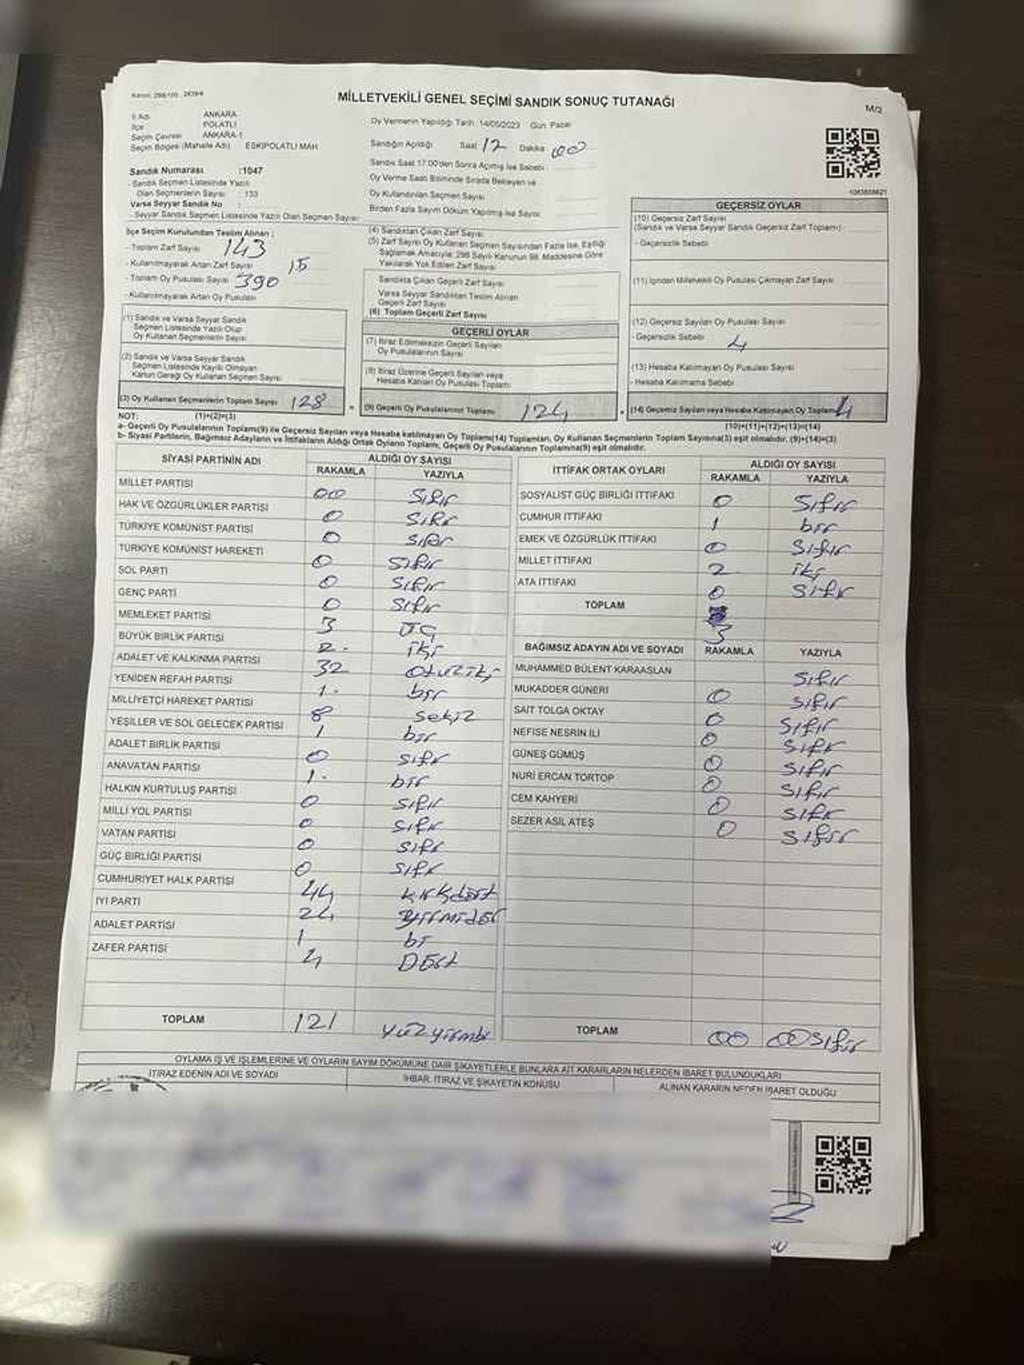 MİLLETVEKİLİ GENEL SEÇİMİ SANDIK SONUÇ TUTANAĞI
M/2
İl Adı ANKARA
İlçe POLATLI
Seçim Çevresi ANKARA-1
Seçim Bölgesi (Mahalle Adı) ESKİPOLATLI MAH.
Oy Vermenin Yapıldığı Tarih: 14/05/2023 Gün: Pazar
Sandığın Açıldığı Saat 17 Dakika 00
Sandık Numarası :1047
- Sandık Seçmen Listesinde Yazılı
Olan Seçmenlerin Sayısı : 133
Varsa Seyyar Sandık No :
- Seyyar Sandık Seçmen Listesinde Yazılı Olan Seçmen Sayısı:
Sandık Saat 17.00'den Sonra Açılmış İse Sebebi :
Oy Verme Saati Bitiminde Sırada Bekleyen ve
Oy Kullandırılan Seçmen Sayısı
Birden Fazla Sayım Döküm Yapılmış İse Sayısı
İlçe Seçim Kurulundan Teslim Alınan ;
- Toplam Zarf Sayısı 143
- Kullanılmayarak Artan Zarf Sayısı 15
- Toplam Oy Pusulası Sayısı 390
- Kullanılmayarak Artan Oy Pusulası
(1) Sandık ve Varsa Seyyar Sandık
Seçmen Listesinde Yazılı Olup
Oy Kullanan Seçmen Sayısı
(2) Sandık ve Varsa Seyyar Sandık
Seçmen Listesinde Kayıtlı Olmayan
Kanun Gereği Oy Kullanan Seçmen Sayısı
(3) Oy Kullanan Seçmenlerin Toplam Sayısı 128
(4) Sandıktan Çıkan Zarf Sayısı
(5) Zarf Sayısı Oy Kullanan Seçmen Sayısından Fazla İse, Eşitliği
Sağlamak Amacıyla; 298 Sayılı Kanunun 98. Maddesine Göre
Yakılarak Yok Edilen Zarf Sayısı
Sandıkta Çıkan Geçerli Zarf Sayısı
Varsa Seyyar Sandıktan Teslim Alınan
Geçerli Zarf Sayısı
(6) Toplam Geçerli Zarf Sayısı
GEÇERLİ OYLAR
(7) İtiraz Edilmeksizin Geçerli Sayılan
Oy Pusulalarının Sayısı
(8) İtiraz Üzerine Geçerli Sayılan veya
Hesaba Katılan Oy Pusulası Toplamı
(9) Geçerli Oy Pusulalarının Toplamı 124
GEÇERSİZ OYLAR
(10) Geçersiz Zarf Sayısı
(Sandık ve Varsa Seyyar Sandık Geçersiz Zarf Toplamı)
- Geçersizlik Sebebi
(11) İçinden Milletvekili Oy Pusulası Çıkmayan Zarf Sayısı
(12) Geçersiz Sayılan Oy Pusulası Sayısı
- Geçersizlik Sebebi 4
(13) Hesaba Katılmayan Oy Pusulası Sayısı
- Hesaba Katılmama Sebebi
(14) Geçersiz Sayılan veya Hesaba Katılmayan Oy Toplamı 4
NOT: (1)+(2)=(3)
(10)+(11)+(12)+(13)=(14)
a- Geçerli Oy Pusulalarının Toplamı(9) ile Geçersiz Sayılan veya Hesaba katılmayan Oy Toplamı(14) Toplamları, Oy Kullanan Seçmenlerin Toplam Sayısına(3) eşit olmalıdır. (9)+(14)=(3)
b- Siyasi Partilerin, Bağımsız Adayların ve İttifakların Aldığı Ortak Oyların Toplamı; Geçerli Oy Pusulalarının Toplamına(9) eşit olmalıdır.
SİYASİ PARTİNİN ADI ALDIĞI OY SAYISI
RAKAMLA YAZIYLA
MİLLET PARTİSİ 00 Sıfır
HAK VE ÖZGÜRLÜKLER PARTİSİ 0 Sıfır
TÜRKİYE KOMÜNİST PARTİSİ 0 sıfır
TÜRKİYE KOMÜNİST HAREKETİ 0 sıfır
SOL PARTİ 0 Sıfır
GENÇ PARTİ 0 Sıfır
MEMLEKET PARTİSİ 3 üç
BÜYÜK BİRLİK PARTİSİ 2 iki
ADALET VE KALKINMA PARTİSİ 32 otuziki
YENİDEN REFAH PARTİSİ 1 bir
MİLLİYETÇİ HAREKET PARTİSİ 8 Sekiz
YEŞİLLER VE SOL GELECEK PARTİSİ 1 bir
ADALET BİRLİK PARTİSİ 0 sıfır
ANAVATAN PARTİSİ 1 bir
HALKIN KURTULUŞ PARTİSİ 0 sıfır
MİLLİ YOL PARTİSİ 0 sıfır
VATAN PARTİSİ 0 sıfır
GÜÇ BİRLİĞİ PARTİSİ 0 sıfır
CUMHURİYET HALK PARTİSİ 44 kırkdört
İYİ PARTİ 24
ADALET PARTİSİ 1 bi
ZAFER PARTİSİ 4 Dört
TOPLAM 121 yüzyirmibir
İTTİFAK ORTAK OYLARI ALDIĞI OY SAYISI
RAKAMLA YAZIYLA
SOSYALİST GÜÇ BİRLİĞİ İTTİFAKI 0 Sıfır
CUMHUR İTTİFAKI 1 bir
EMEK VE ÖZGÜRLÜK İTTİFAKI 0 Sıfır
MİLLET İTTİFAKI 2 iki
ATA İTTİFAKI 0 sıfır
TOPLAM 3
BAĞIMSIZ ADAYIN ADI VE SOYADI RAKAMLA YAZIYLA
MUHAMMED BÜLENT KARAASLAN sıfır
MUKADDER GÜNERİ 0 sıfır
SAİT TOLGA OKTAY 0 sıfır
NEFİSE NESRİN İLİ 0 sıfır
GÜNEŞ GÜMÜŞ 0 sıfır
NURİ ERCAN TORTOP 0 sıfır
CEM KAHYERİ 0 sıfır
SEZER ASİL ATEŞ 0 sıfır
TOPLAM 00 00 Sıfır
OYLAMA İŞ VE İŞLEMLERİNE VE OYLARIN SAYIM DÖKÜMÜNE DAİR ŞİKAYETLERLE BUNLARA AİT KARARLARIN NELERDEN İBARET BULUNDUKLARI
İTİRAZ EDENİN ADI VE SOYADI İHBAR, İTİRAZ VE ŞİKAYETİN KONUSU ALINAN KARARIN NEDEN İBARET OLDUĞU